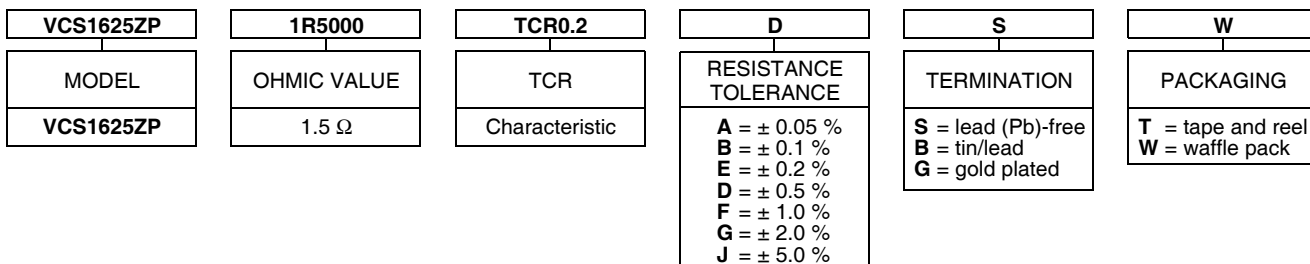 VCS1625ZP
1R5000
TCR0.2
D
S
W
MODEL
OHMIC VALUE
TCR
RESISTANCE
TOLERANCE
TERMINATION
PACKAGING
VCS1625ZP
1.5 Ω
Characteristic
A = ± 0.05 %
B = ± 0.1 %
E = ± 0.2 %
D = ± 0.5 %
F = ± 1.0 %
G = ± 2.0 %
J = ± 5.0 %
S = lead (Pb)-free
B = tin/lead
G = gold plated
T = tape and reel
W = waffle pack